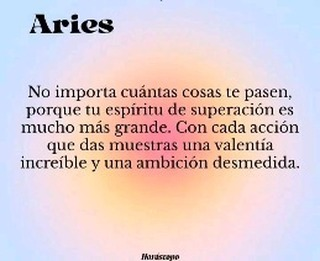 Aries
No importa cuántas cosas te pasen,
porque tu espíritu de superación es
mucho más grande. Con cada acción
que das muestras una valentía
increíble y una ambición desmedida.
Horóscopo